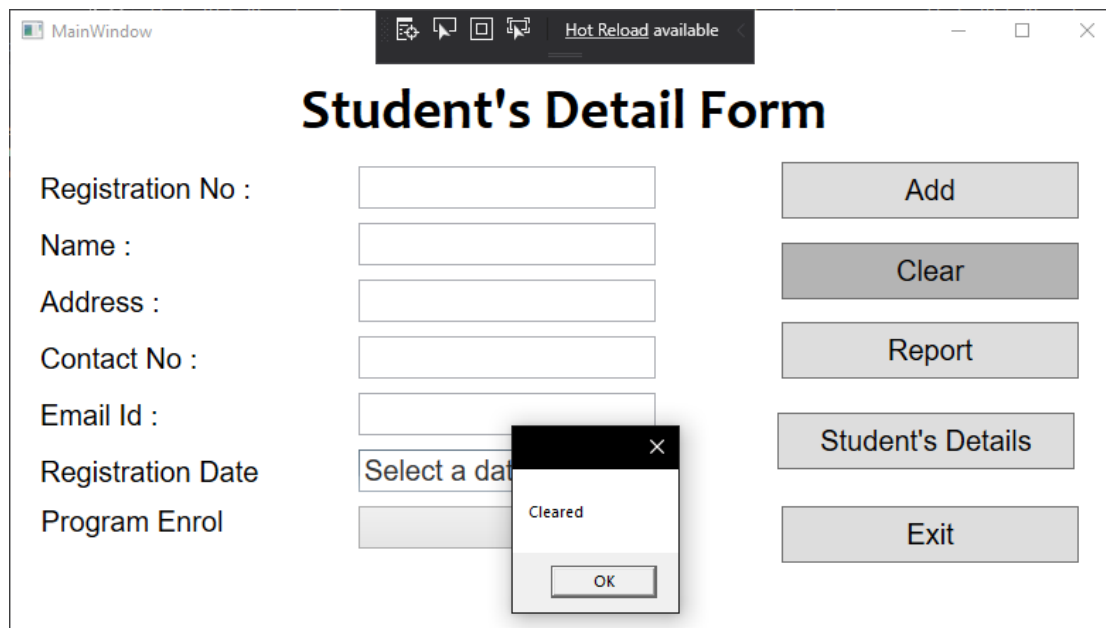 MainWindow
Hot Reload available
Student's Detail Form
Registration No :
Add
Name :
Clear
Address :
Report
Contact No :
Email Id :
Student's Details
Registration Date
Select a dat
Cleared
Program Enrol
Exit
OK